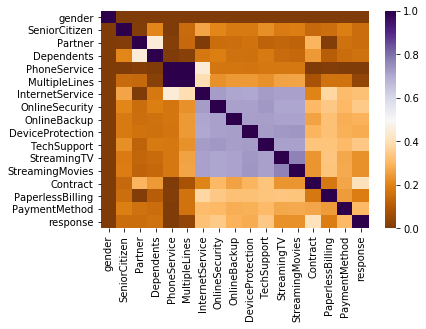 gender
SeniorCitizen
Partner
Dependents
PhoneService
MultipleLines
InternetService
OnlineSecurity
OnlineBackup
DeviceProtection
TechSupport
StreamingTV
StreamingMovies
Contract
PaperlessBilling
PaymentMethod
response
1.0
0.8
0.6
0.4
0.2
0.0
gender
SeniorCitizen
Partner
Dependents
PhoneService
MultipleLines
InternetService
OnlineSecurity
OnlineBackup
DeviceProtection
TechSupport
StreamingTV
StreamingMovies
Contract
PaperlessBilling
PaymentMethod
response